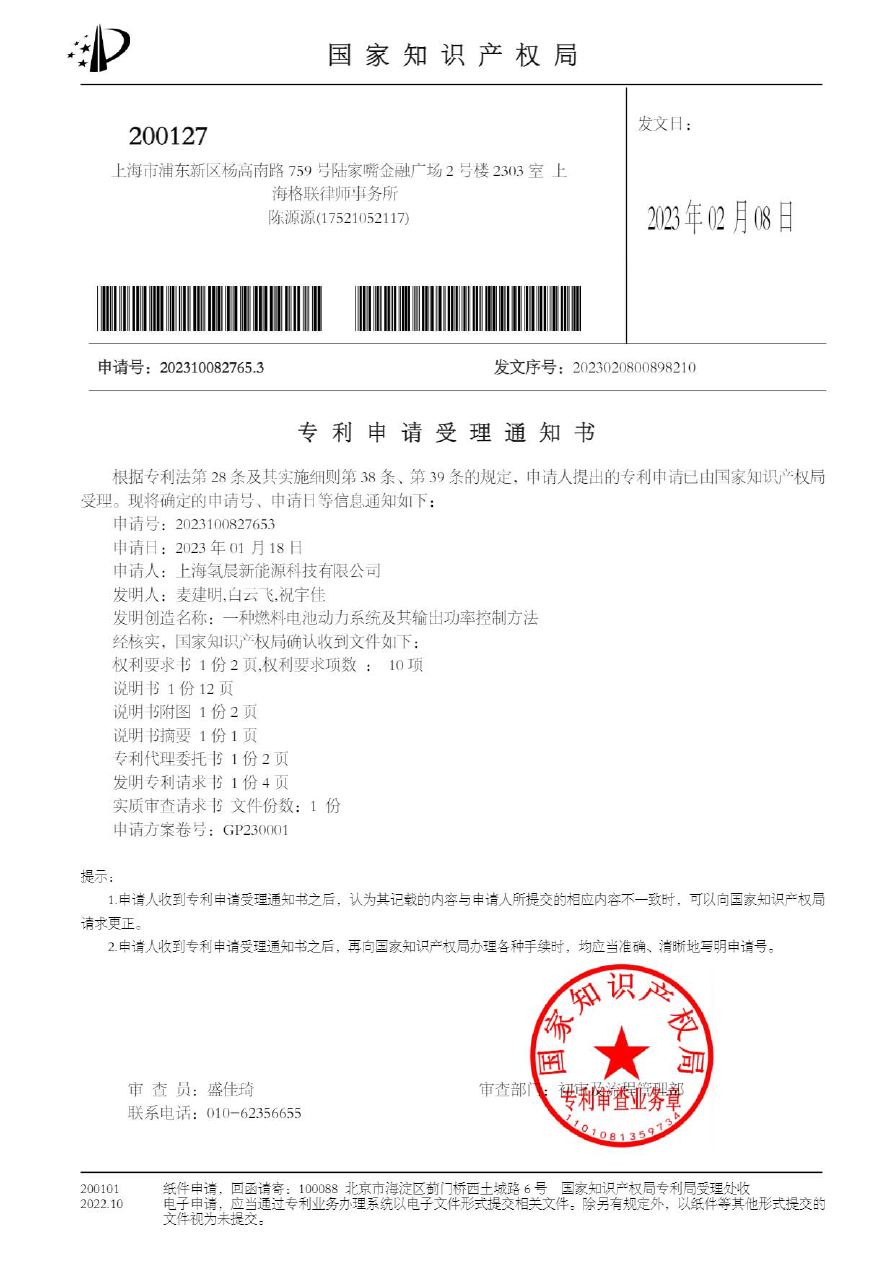 国家知识产权局
200127
上海市浦东新区杨高南路 759 号陆家嘴金融广场 2 号楼 2303 室 上
海格联律师事务所
陈源源(17521052117)
发文日：
2023年02月08日
申请号：202310082765.3
发文序号：2023020800898210
专利申请受理通知书
根据专利法第 28 条及其实施细则第 38 条、第 39 条的规定，申请人提出的专利申请已由国家知识产权局
受理。现将确定的申请号、申请日等信息通知如下：
申请号：2023100827653
申请日：2023 年 01 月 18 日
申请人：上海氢晨新能源科技有限公司
发明人：麦建明,白云飞,祝宇佳
发明创造名称：一种燃料电池动力系统及其输出功率控制方法
经核实，国家知识产权局确认收到文件如下：
权利要求书 1 份 2 页,权利要求项数 ： 10 项
说明书 1 份 12 页
说明书附图 1 份 2 页
说明书摘要 1 份 1 页
专利代理委托书 1 份 2 页
发明专利请求书 1 份 4 页
实质审查请求书 文件份数：1 份
申请方案卷号：GP230001
提示：
1.申请人收到专利申请受理通知书之后，认为其记载的内容与申请人所提交的相应内容不一致时，可以向国家知识产权局
请求更正。
2.申请人收到专利申请受理通知书之后，再向国家知识产权局办理各种手续时，均应当准确、清晰地写明申请号。
国家知识产权局
专利审查业务章
1101081359734
审 查 员：盛佳琦
审查部门：初审及流程管理部
联系电话：010-62356655
200101
2022.10
纸件申请，回函请寄：100088 北京市海淀区蓟门桥西土城路 6 号 国家知识产权局专利局受理处收
电子申请，应当通过专利业务办理系统以电子文件形式提交相关文件。除另有规定外，以纸件等其他形式提交的
文件视为未提交。